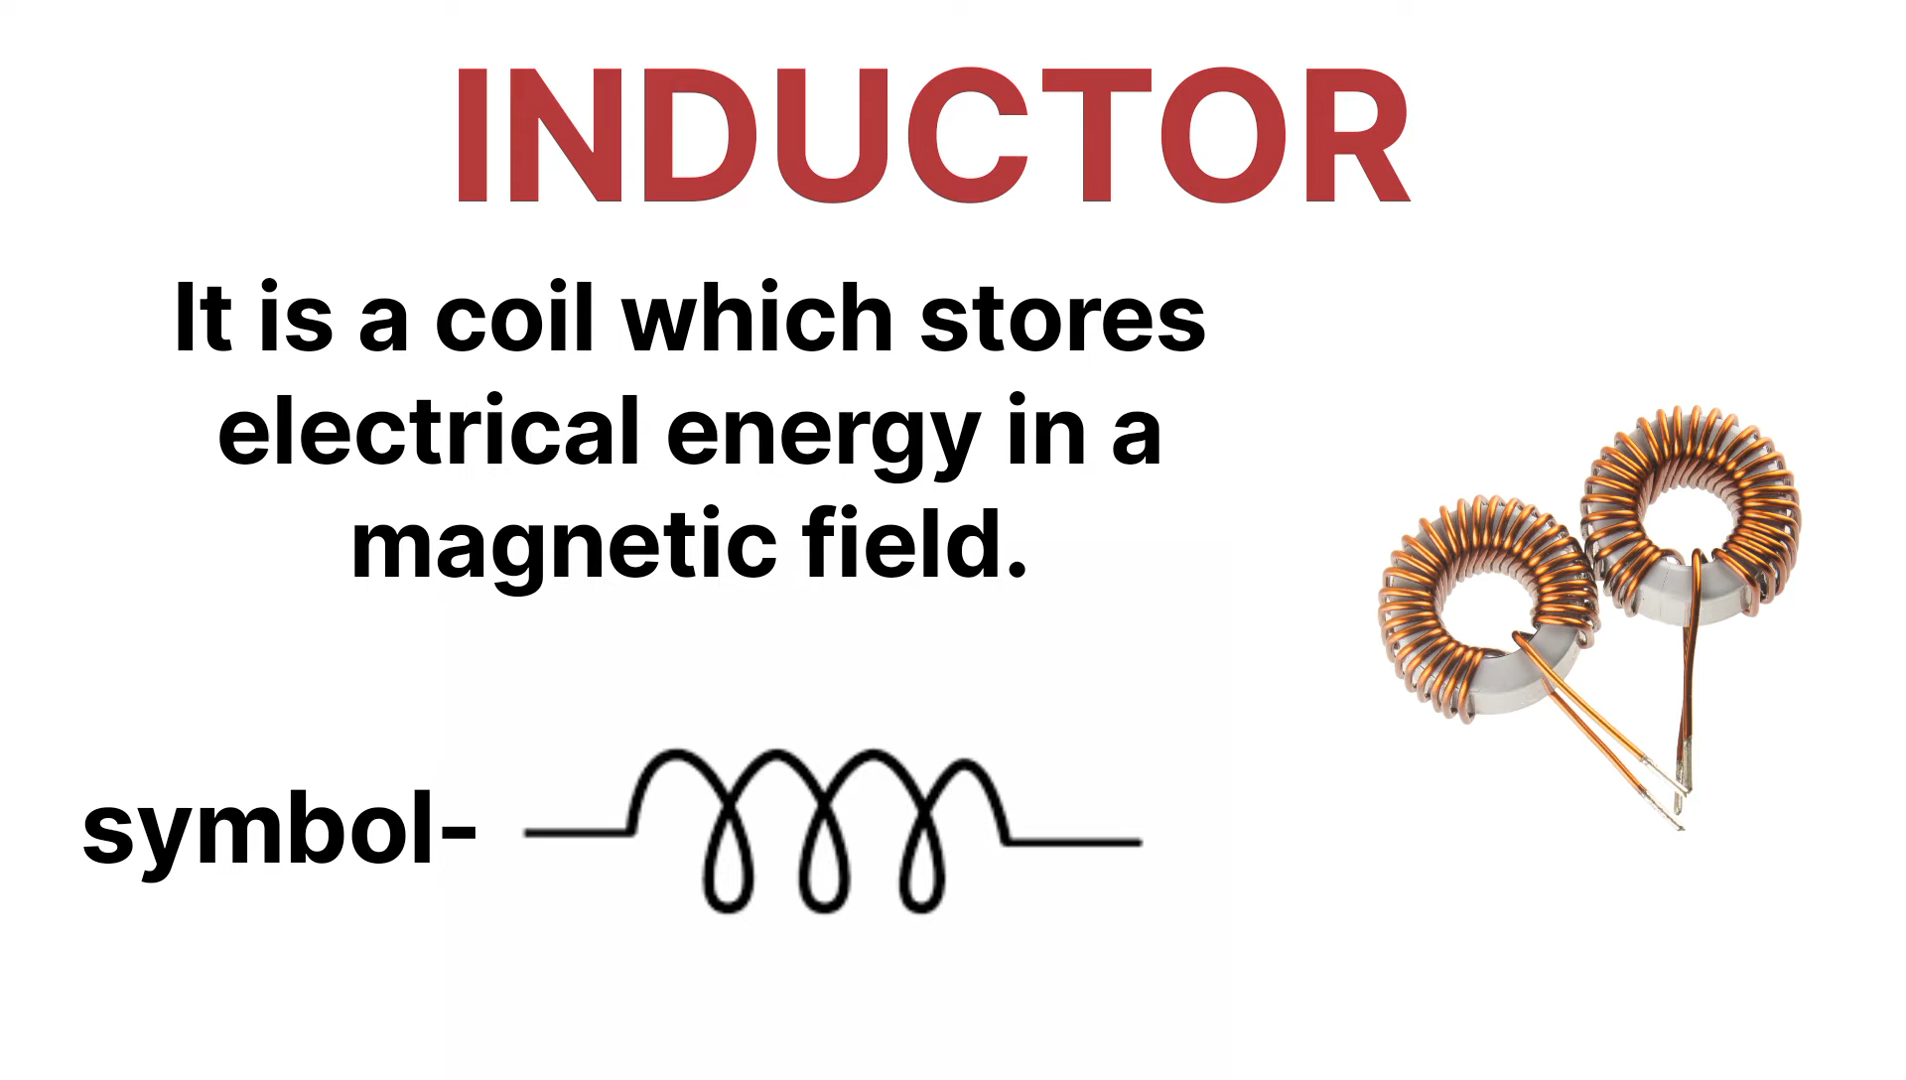 INDUCTOR
It is a coil which stores
electrical energy in a
magnetic field.
symbol-